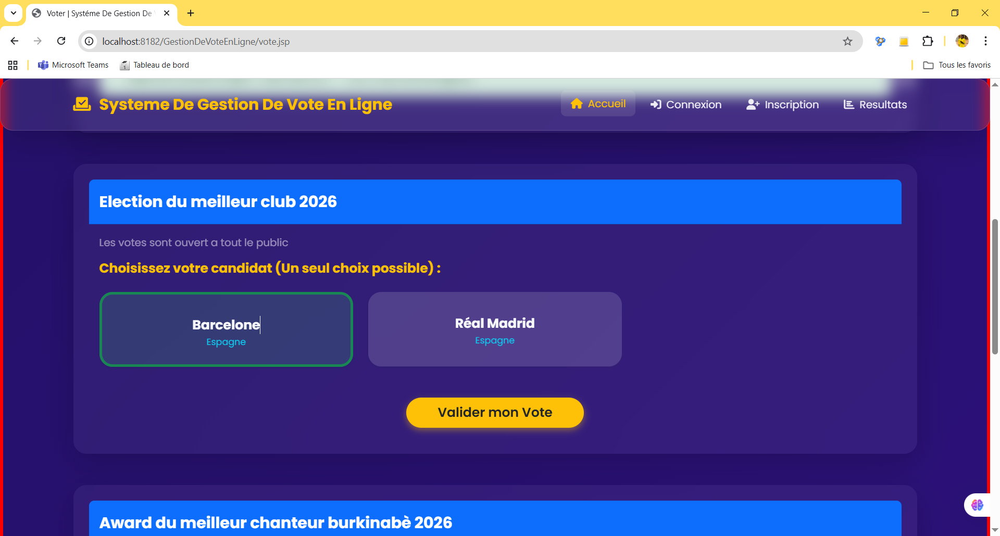 Voter | Systéme De Gestion De
localhost:8182/GestionDeVoteEnLigne/vote.jsp
Microsoft Teams
Tableau de bord
Tous les favoris
Systeme De Gestion De Vote En Ligne
Accueil
Connexion
Inscription
Resultats
Election du meilleur club 2026
Les votes sont ouvert a tout le public
Choisissez votre candidat (Un seul choix possible) :
Barcelone
Espagne
Réal Madrid
Espagne
Valider mon Vote
Award du meilleur chanteur burkinabè 2026